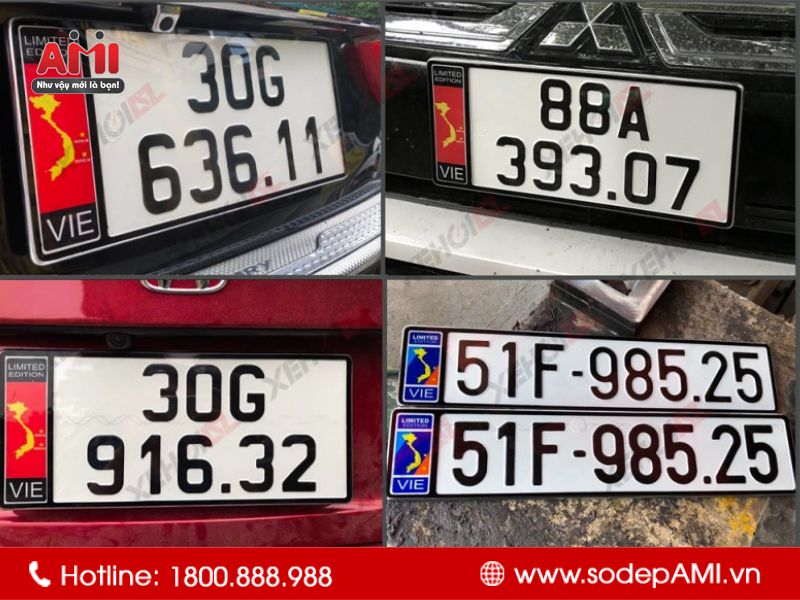 LIMITED
EDITION
AMI
Như vậy mới là bạn!
VIE
30G
636.11
LIMITED
EDITION
VIE
88A
393.07
LIMITED
EDITION
VIE
30G
916.32
LIMITED
EDITION
VIE
51F-985.25
LIMITED
EDITION
VIE
51F-985.25
Hotline: 1800.888.988
www.sodepAMI.vn